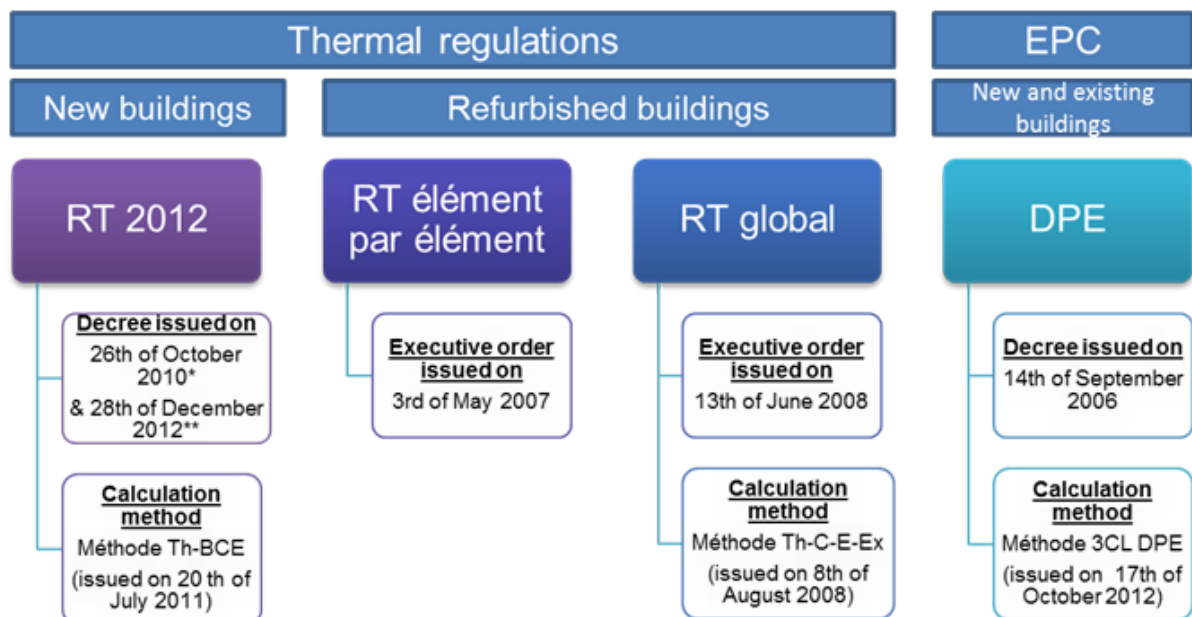 Thermal regulations
EPC
New buildings
Refurbished buildings
New and existing
buildings
RT 2012
RT élément
par élément
RT global
DPE
Decree issued on
26th of October
2010*
& 28th of December
2012**
Calculation
method
Méthode Th-BCE
(issued on 20 th of
July 2011)
Executive order
issued on
3rd of May 2007
Executive order
issued on
13th of June 2008
Calculation
method
Méthode Th-C-E-Ex
(issued on 8th of
August 2008)
Decree issued on
14th of September
2006
Calculation
method
Méthode 3CL DPE
(issued on 17th of
October 2012)